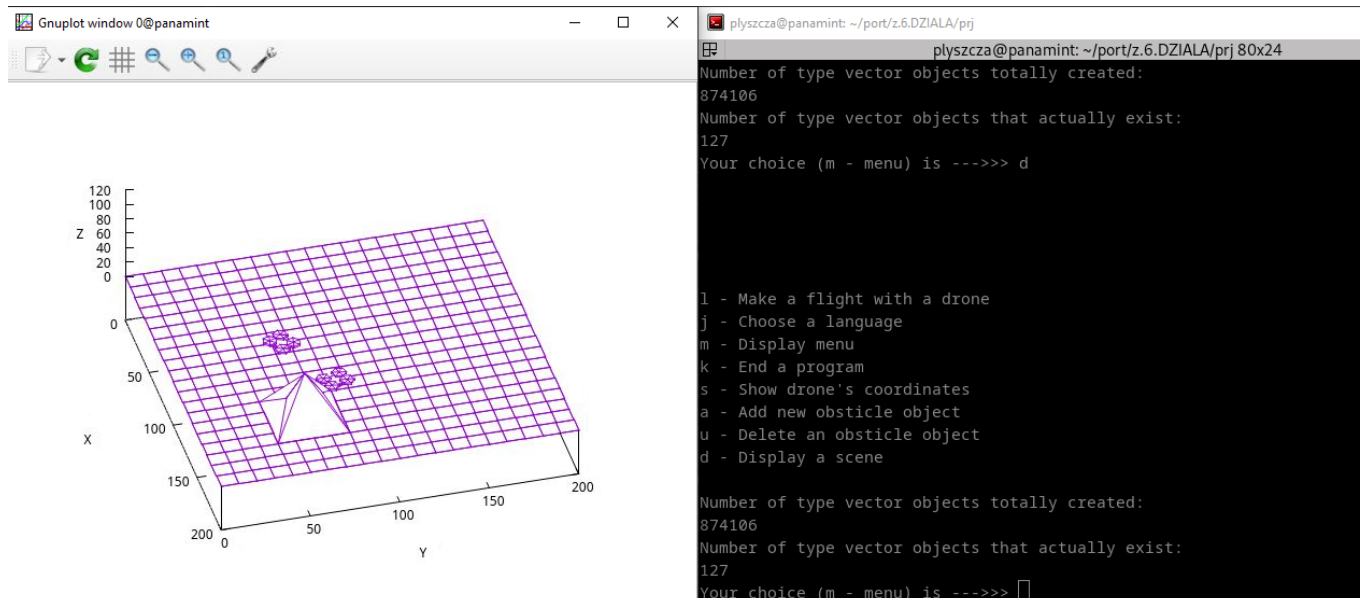 Gnuplot window 0@panamint
120
100
80
Z 60
40
20
0
0
50
100
X
150
200
0
50
100
150
200
Y
plyszcza@panamint: ~/port/z.6.DZIALA/prj
plyszcza@panamint: ~/port/z.6.DZIALA/prj 80x24
Number of type vector objects totally created:
874106
Number of type vector objects that actually exist:
127
Your choice (m - menu) is --->>> d
l - Make a flight with a drone
j - Choose a language
m - Display menu
k - End a program
s - Show drone's coordinates
a - Add new obsticle object
u - Delete an obsticle object
d - Display a scene
Number of type vector objects totally created:
874106
Number of type vector objects that actually exist:
127
Your choice (m - menu) is --->>>